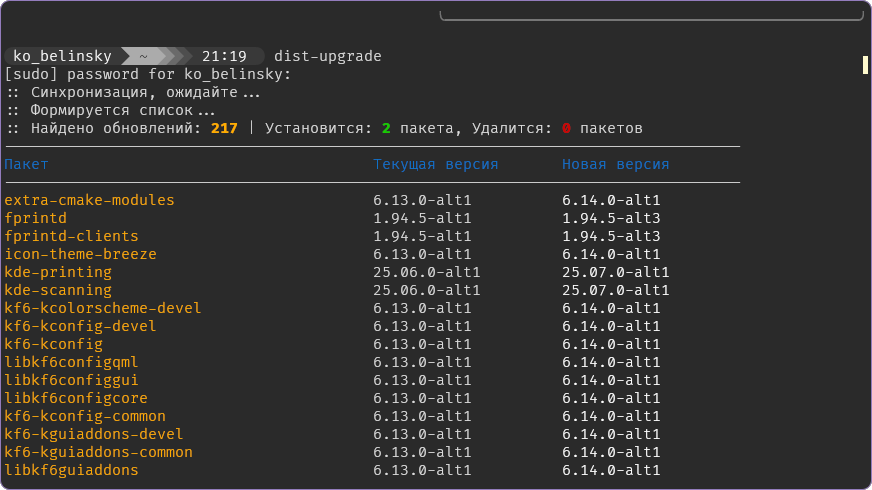 ko_belinsky ~ 21:19 dist-upgrade
[sudo] password for ko_belinsky:
:: Синхронизация, ожидайте...
:: Формируется список...
:: Найдено обновлений: 217 | Установится: 2 пакета, Удалится: 0 пакетов
Пакет Текущая версия Новая версия
extra-cmake-modules 6.13.0-alt1 6.14.0-alt1
fprintd 1.94.5-alt1 1.94.5-alt3
fprintd-clients 1.94.5-alt1 1.94.5-alt3
icon-theme-breeze 6.13.0-alt1 6.14.0-alt1
kde-printing 25.06.0-alt1 25.07.0-alt1
kde-scanning 25.06.0-alt1 25.07.0-alt1
kf6-kcolorscheme-devel 6.13.0-alt1 6.14.0-alt1
kf6-kconfig-devel 6.13.0-alt1 6.14.0-alt1
kf6-kconfig 6.13.0-alt1 6.14.0-alt1
libkf6configqml 6.13.0-alt1 6.14.0-alt1
libkf6configgui 6.13.0-alt1 6.14.0-alt1
libkf6configcore 6.13.0-alt1 6.14.0-alt1
kf6-kconfig-common 6.13.0-alt1 6.14.0-alt1
kf6-kguiaddons-devel 6.13.0-alt1 6.14.0-alt1
kf6-kguiaddons-common 6.13.0-alt1 6.14.0-alt1
libkf6guiaddons 6.13.0-alt1 6.14.0-alt1